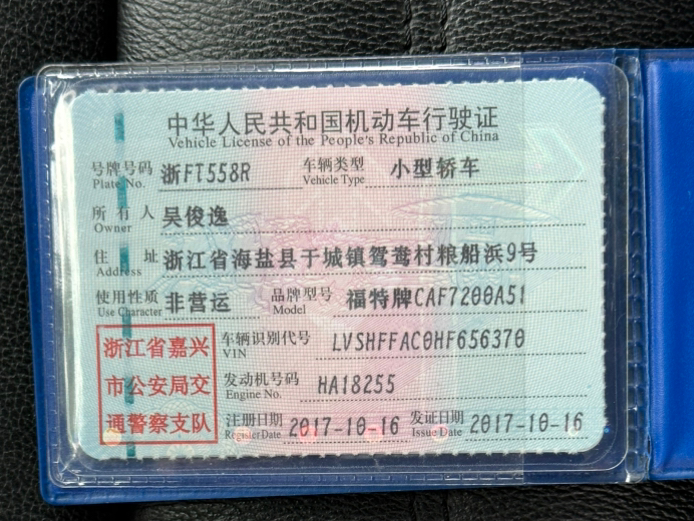 中华人民共和国机动车行驶证
Vehicle License of the People's Republic of China
号牌号码 浙FT558R 车辆类型 小型轿车
Plate No. Vehicle Type
所有人 吴俊逸
Owner
住址 浙江省海盐县于城镇鸳鸯村粮船浜9号
Address
使用性质 非营运 品牌型号 福特牌CAF7200A51
Use Character Model
浙江省嘉兴 车辆识别代号 LVSHFFAC0HF656370
VIN
市公安局交 发动机号码 HA18255
Engine No.
通警察支队 注册日期 2017-10-16 发证日期 2017-10-16
Register Date Issue Date